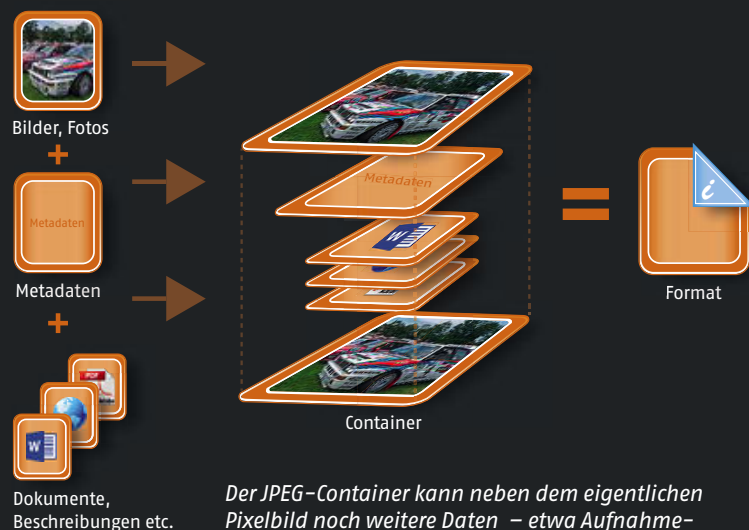 Bilder, Fotos
+
Metadaten
Metadaten
+
PDF
W
Dokumente,
Beschreibungen etc.
Metadaten
W
Container
=
i
Format
Der JPEG-Container kann neben dem eigentlichen
Pixelbild noch weitere Daten – etwa Aufnahme-